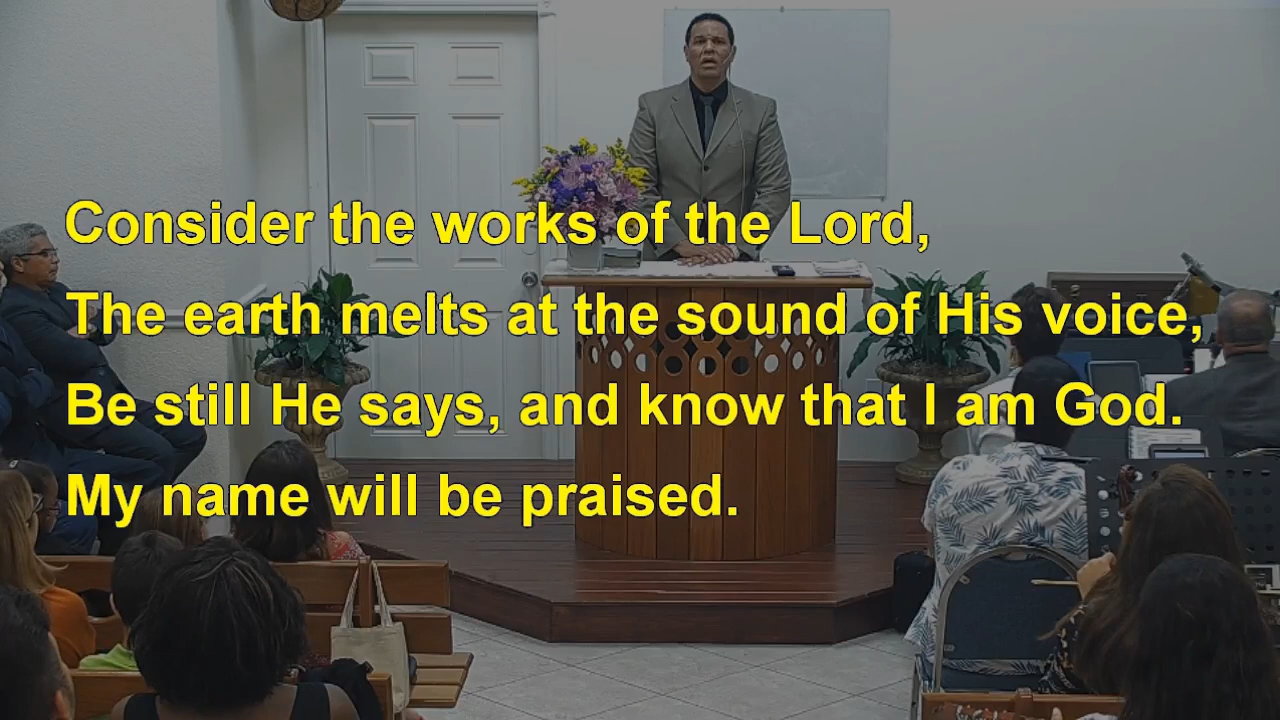 Consider the works of the Lord,
The earth melts at the sound of His voice,
Be still He says, and know that I am God.
My name will be praised.